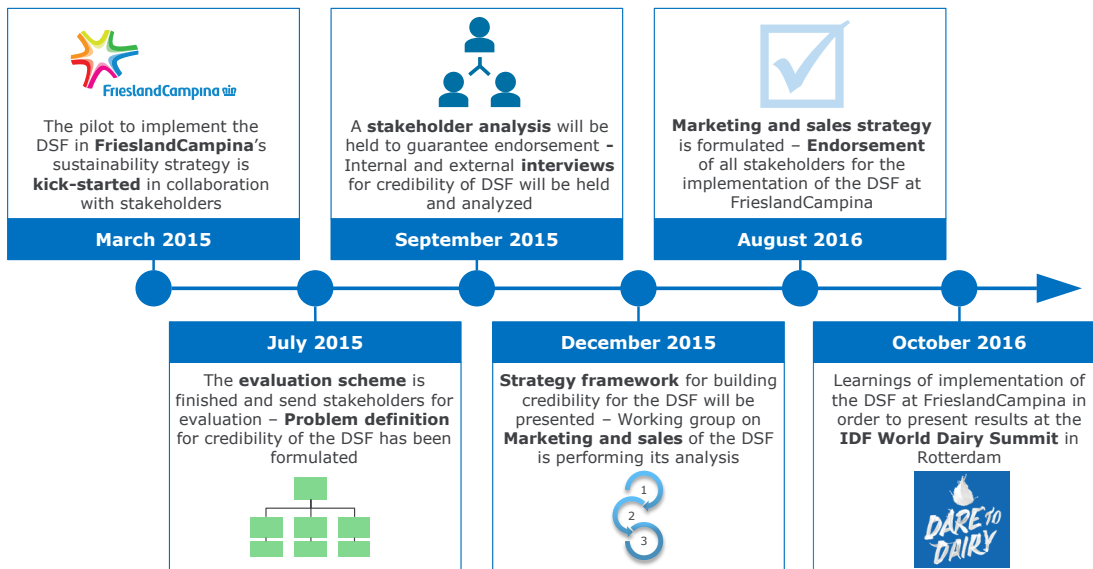 FrieslandCampina
The pilot to implement the
DSF in FrieslandCampina's
sustainability strategy is
kick-started in collaboration
with stakeholders
March 2015
A stakeholder analysis will be
held to guarantee endorsement -
Internal and external interviews
for credibility of DSF will be held
and analyzed
September 2015
Marketing and sales strategy
is formulated – Endorsement
of all stakeholders for the
implementation of the DSF at
FrieslandCampina
August 2016
July 2015
The evaluation scheme is
finished and send stakeholders for
evaluation – Problem definition
for credibility of the DSF has been
formulated
December 2015
Strategy framework for building
credibility for the DSF will be
presented – Working group on
Marketing and sales of the DSF
is performing its analysis
1
2
3
October 2016
Learnings of implementation of
the DSF at FrieslandCampina in
order to present results at the
IDF World Dairy Summit in
Rotterdam
DARE TO
DAIRY